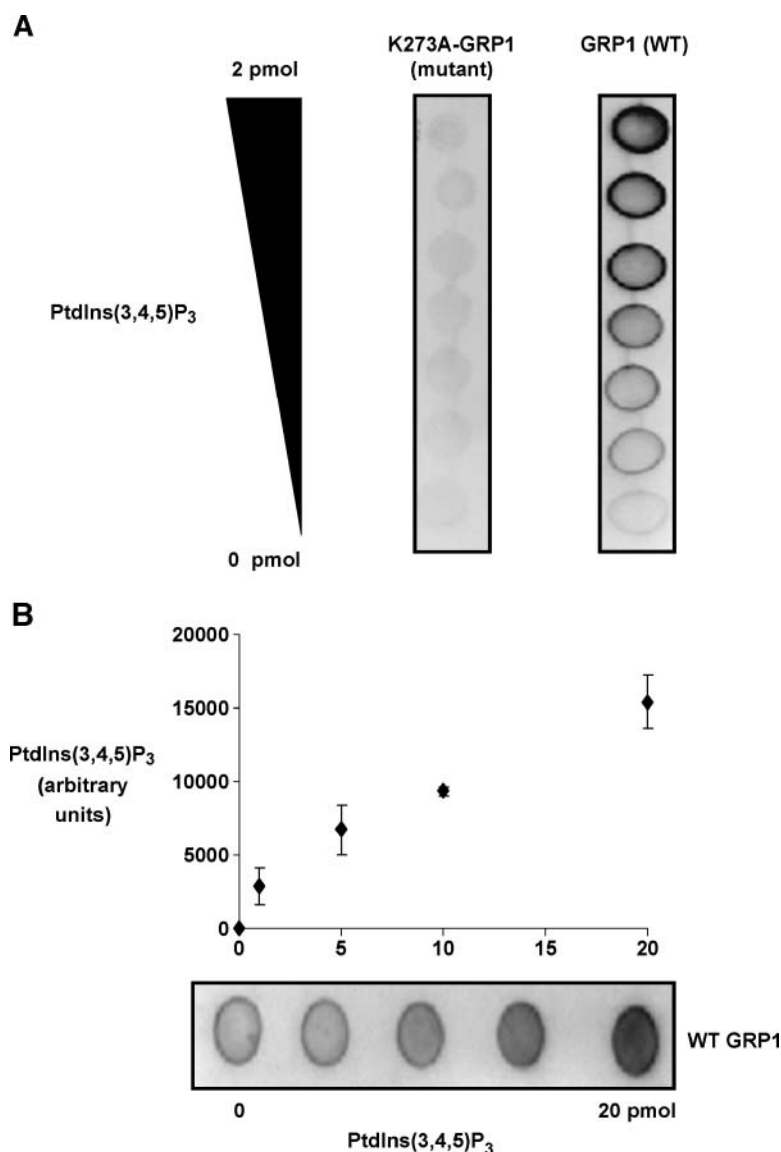 A
K273A-GRP1
(mutant)
GRP1 (WT)
2 pmol
PtdIns(3,4,5)P3
0 pmol
B
PtdIns(3,4,5)P3
(arbitrary
units)
20000
15000
10000
5000
0
0 5 10 15 20
WT GRP1
0 20 pmol
PtdIns(3,4,5)P3